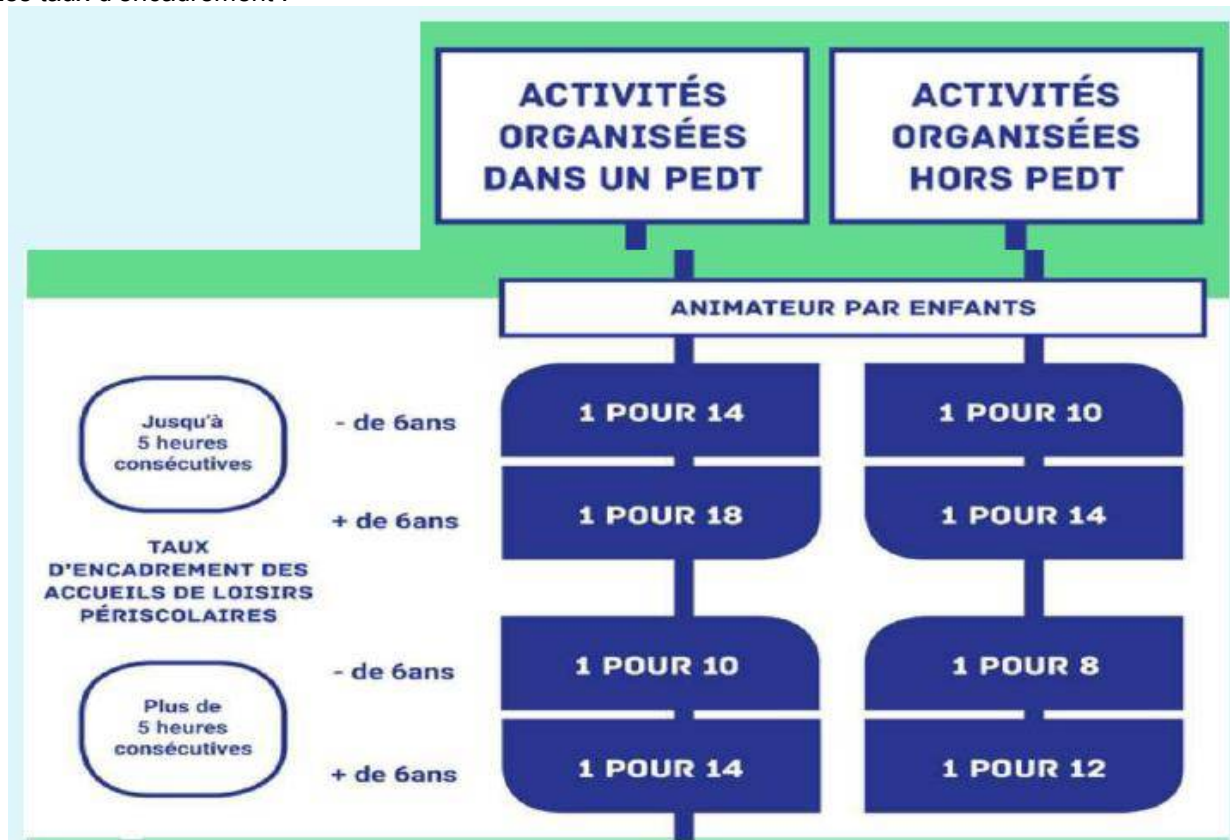 Les taux d'encadrement :
ACTIVITÉS
ORGANISÉES
DANS UN PEDT
ACTIVITÉS
ORGANISÉES
HORS PEDT
ANIMATEUR PAR ENFANTS
Jusqu'à
5 heures
consécutives
- de 6ans
1 POUR 14
1 POUR 10
+ de 6ans
1 POUR 18
1 POUR 14
TAUX
D'ENCADREMENT DES
ACCUEILS DE LOISIRS
PÉRISCOLAIRES
Plus de
5 heures
consécutives
- de 6ans
1 POUR 10
1 POUR 8
+ de 6ans
1 POUR 14
1 POUR 12